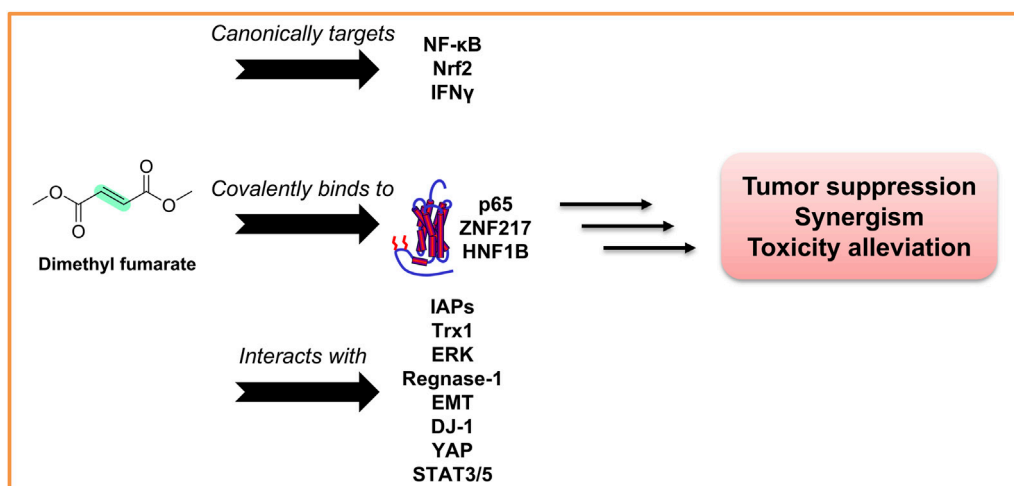 Canonically targets
NF-κB
Nrf2
IFNγ
O
O
O
O
Dimethyl fumarate
Covalently binds to
p65
ZNF217
HNF1B
Tumor suppression
Synergism
Toxicity alleviation
Interacts with
IAPs
Trx1
ERK
Regnase-1
EMT
DJ-1
YAP
STAT3/5